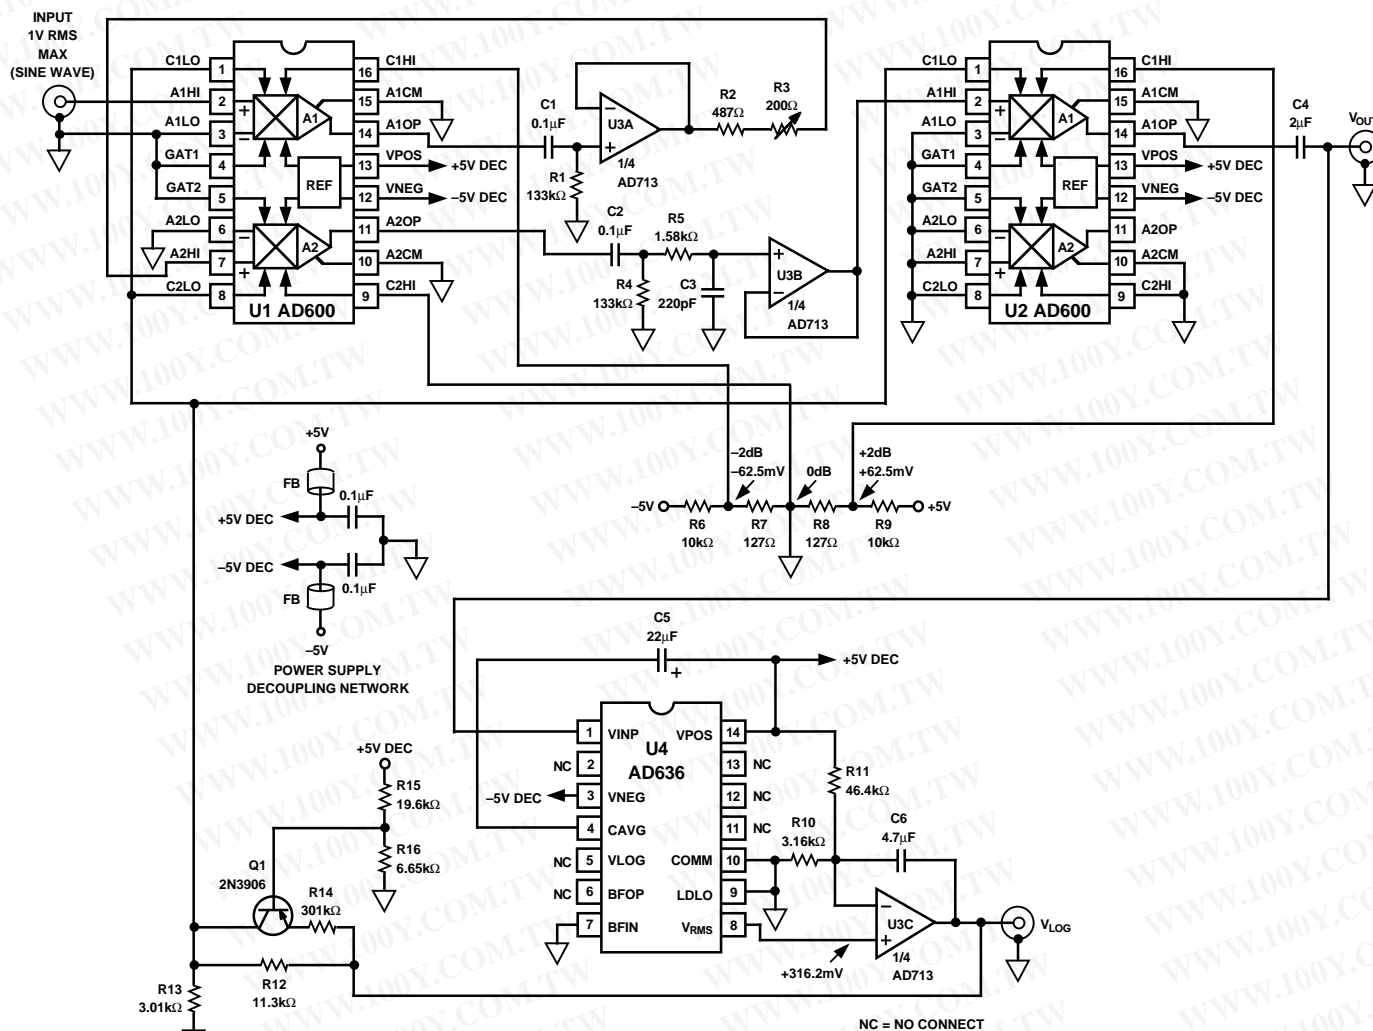 INPUT
1V RMS
MAX
(SINE WAVE)
C1LO
A1HI
A1LO
GAT1
GAT2
A2LO
A2HI
C2LO
1
2
3
4
5
6
7
8
+
–
–
+
A1
REF
A2
16
15
14
13
12
11
10
9
U1 AD600
C1HI
A1CM
A1OP
VPOS
+5V DEC
VNEG
–5V DEC
A2OP
A2CM
C2HI
C1
0.1µF
R1
133kΩ
–
+
U3A
1/4
AD713
R2
487Ω
R3
200Ω
C2
0.1µF
R5
1.58kΩ
R4
133kΩ
C3
220pF
+
–
U3B
1/4
AD713
C1LO
A1HI
A1LO
GAT1
GAT2
A2LO
A2HI
C2LO
1
2
3
4
5
6
7
8
+
–
–
+
A1
REF
A2
16
15
14
13
12
11
10
9
U2 AD600
C1HI
A1CM
A1OP
VPOS
+5V DEC
VNEG
–5V DEC
A2OP
A2CM
C2HI
C4
2µF
VOUT
–2dB
–62.5mV
0dB
+2dB
+62.5mV
–5V
R6
10kΩ
R7
127Ω
R8
127Ω
R9
10kΩ
+5V
+5V
FB
0.1µF
+5V DEC
–5V DEC
0.1µF
FB
–5V
POWER SUPPLY
DECOUPLING NETWORK
C5
22µF
+
+5V DEC
1 VINP
NC 2
–5V DEC 3 VNEG
4 CAVG
NC 5 VLOG
NC 6 BFOP
7 BFIN
U4
AD636
VPOS 14
13 NC
12 NC
11 NC
COMM 10
LDLO 9
VRMS 8
R11
46.4kΩ
R10
3.16kΩ
C6
4.7µF
–
+
U3C
1/4
AD713
+316.2mV
VLOG
+5V DEC
R15
19.6kΩ
R16
6.65kΩ
Q1
2N3906
R14
301kΩ
R12
11.3kΩ
R13
3.01kΩ
NC = NO CONNECT
WWW.100Y.COM.TW